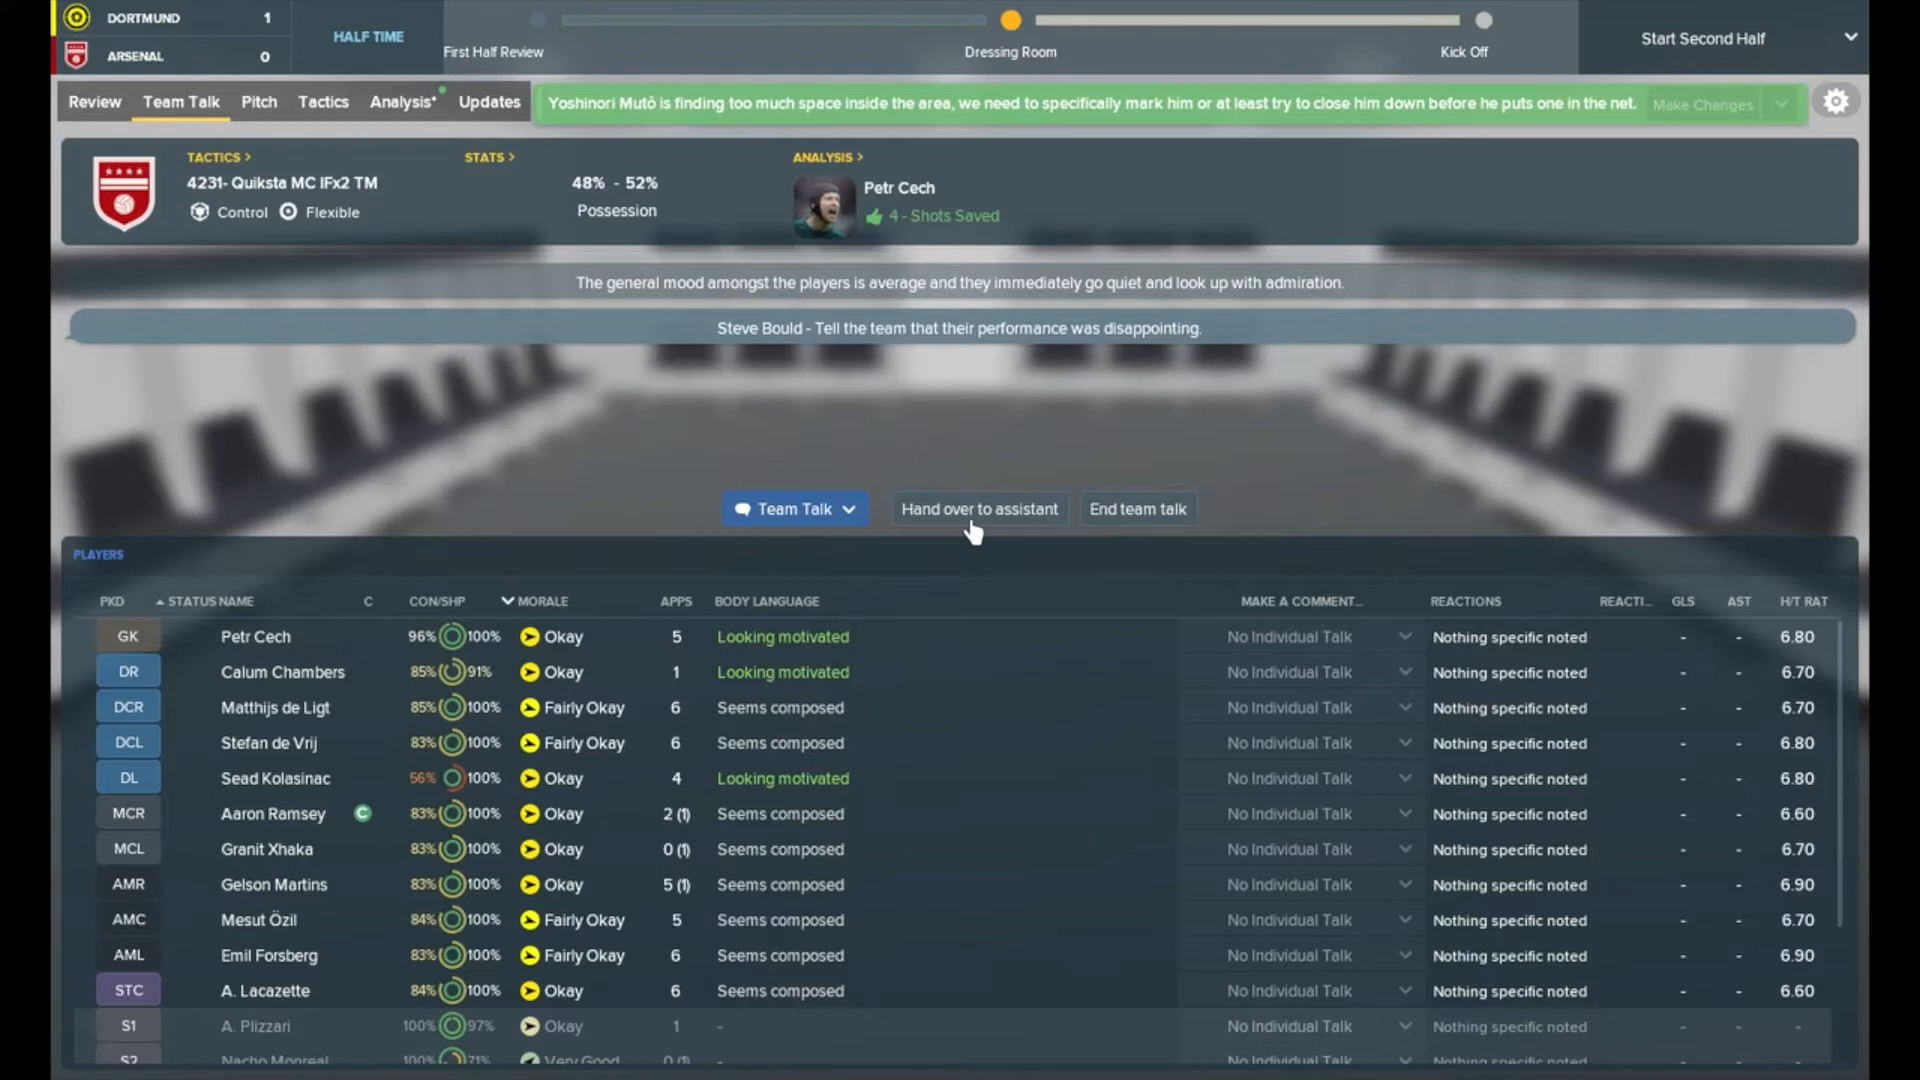 DORTMUND 1
ARSENAL 0
HALF TIME
First Half Review
Dressing Room
Kick Off
Start Second Half
Review Team Talk Pitch Tactics Analysis* Updates
Yoshinori Mutō is finding too much space inside the area, we need to specifically mark him or at least try to close him down before he puts one in the net.
Make Changes
TACTICS >
4231- Quiksta MC IFx2 TM
Control Flexible
STATS >
48% - 52%
Possession
ANALYSIS >
Petr Cech
4 - Shots Saved
The general mood amongst the players is average and they immediately go quiet and look up with admiration.
Steve Bould - Tell the team that their performance was disappointing.
Team Talk
Hand over to assistant
End team talk
PLAYERS
PKD STATUS NAME C CON/SHP MORALE APPS BODY LANGUAGE MAKE A COMMENT... REACTIONS REACTI... GLS AST H/T RAT
GK Petr Cech 96% 100% Okay 5 Looking motivated No Individual Talk Nothing specific noted - - 6.80
DR Calum Chambers 85% 91% Okay 1 Looking motivated No Individual Talk Nothing specific noted - - 6.70
DCR Matthijs de Ligt 85% 100% Fairly Okay 6 Seems composed No Individual Talk Nothing specific noted - - 6.70
DCL Stefan de Vrij 83% 100% Fairly Okay 6 Seems composed No Individual Talk Nothing specific noted - - 6.80
DL Sead Kolasinac 56% 100% Okay 4 Looking motivated No Individual Talk Nothing specific noted - - 6.80
MCR Aaron Ramsey C 83% 100% Okay 2 (1) Seems composed No Individual Talk Nothing specific noted - - 6.60
MCL Granit Xhaka 83% 100% Okay 0 (1) Seems composed No Individual Talk Nothing specific noted - - 6.70
AMR Gelson Martins 83% 100% Okay 5 (1) Seems composed No Individual Talk Nothing specific noted - - 6.90
AMC Mesut Özil 84% 100% Fairly Okay 5 Seems composed No Individual Talk Nothing specific noted - - 6.70
AML Emil Forsberg 83% 100% Fairly Okay 6 Seems composed No Individual Talk Nothing specific noted - - 6.90
STC A. Lacazette 84% 100% Okay 6 Seems composed No Individual Talk Nothing specific noted - - 6.60
S1 A. Plizzari 100% 97% Okay 1 - No Individual Talk Nothing specific noted - - -
S2 Nacho Monreal 100% 71% Very Good 0 (1) - No Individual Talk Nothing specific noted